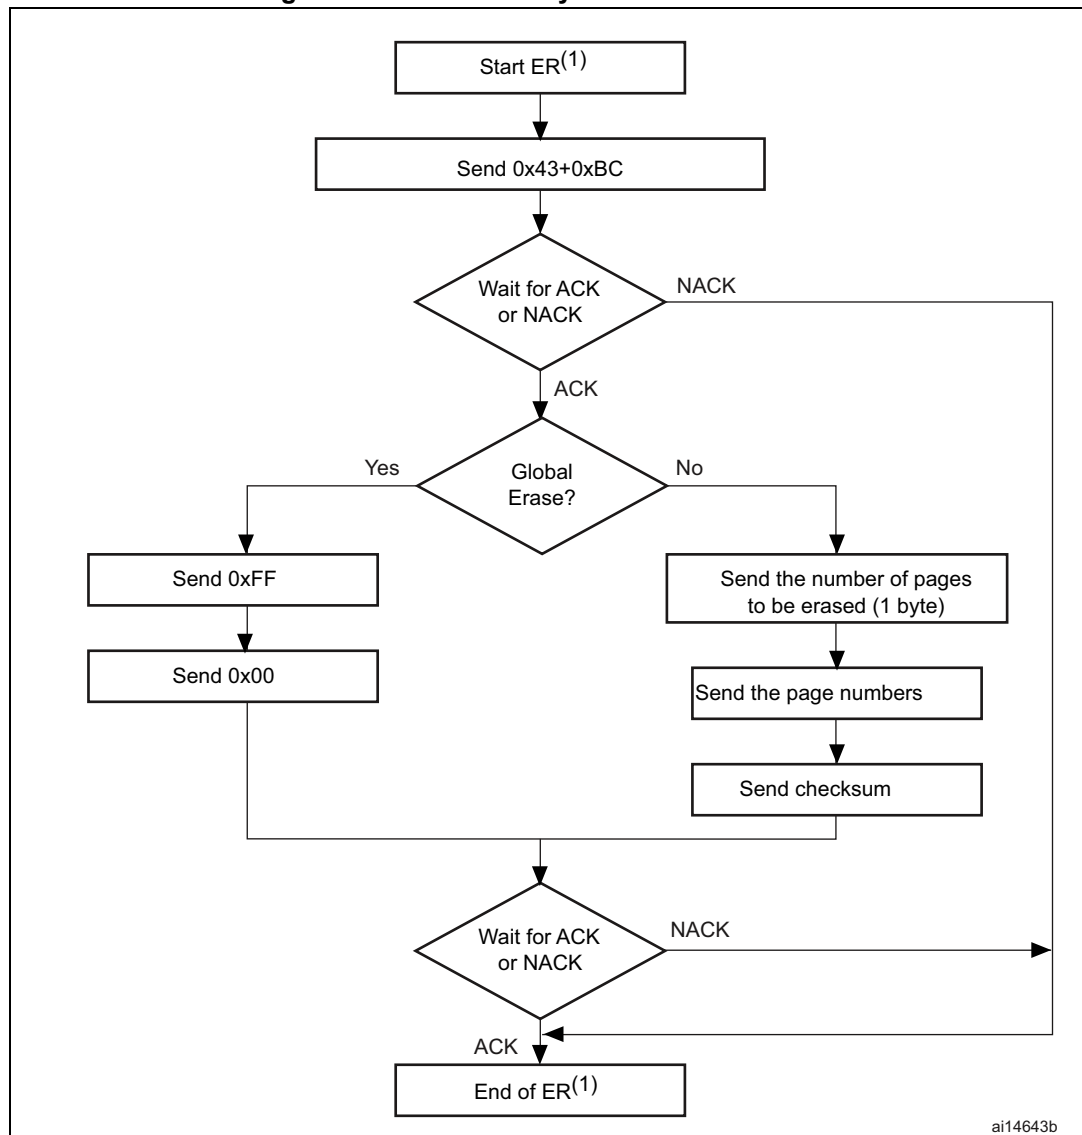 Start ER(1)
Send 0x43+0xBC
Wait for ACK
or NACK
NACK
ACK
Yes
Global
Erase?
No
Send 0xFF
Send the number of pages
to be erased (1 byte)
Send 0x00
Send the page numbers
Send checksum
Wait for ACK
or NACK
NACK
ACK
End of ER(1)
ai14643b